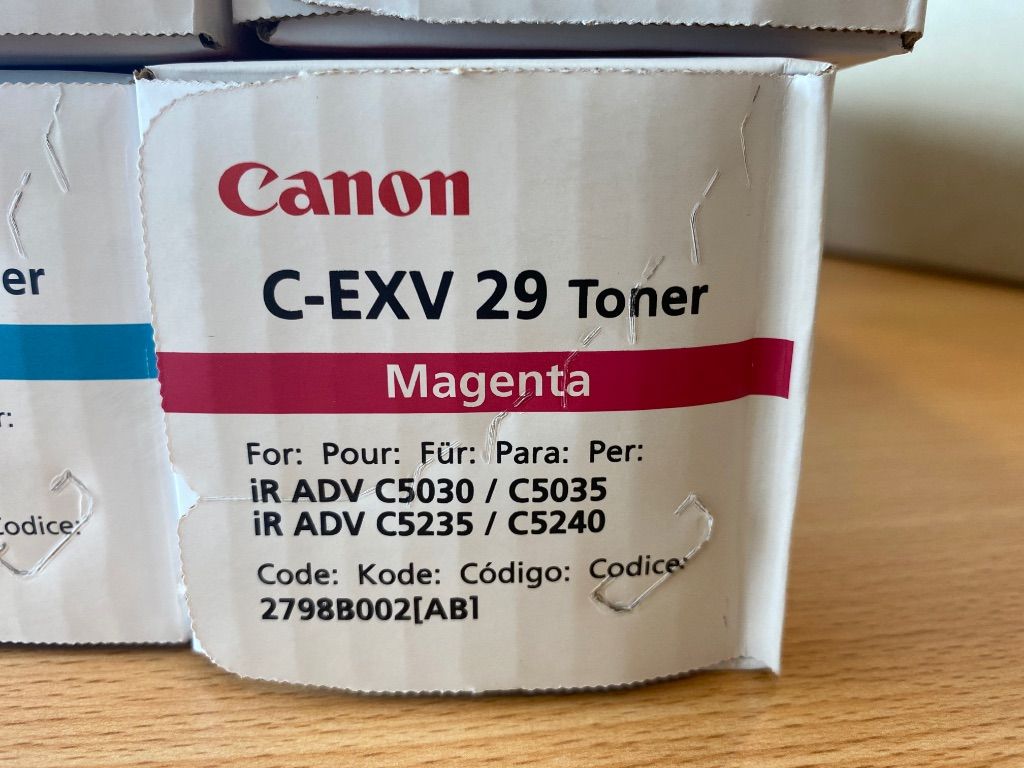 Canon
C-EXV 29 Toner
Magenta
For: Pour: Für: Para: Per:
iR ADV C5030 / C5035
iR ADV C5235 / C5240
Code: Kode: Código: Codice:
2798B002[AB]
er
r:
Codice: